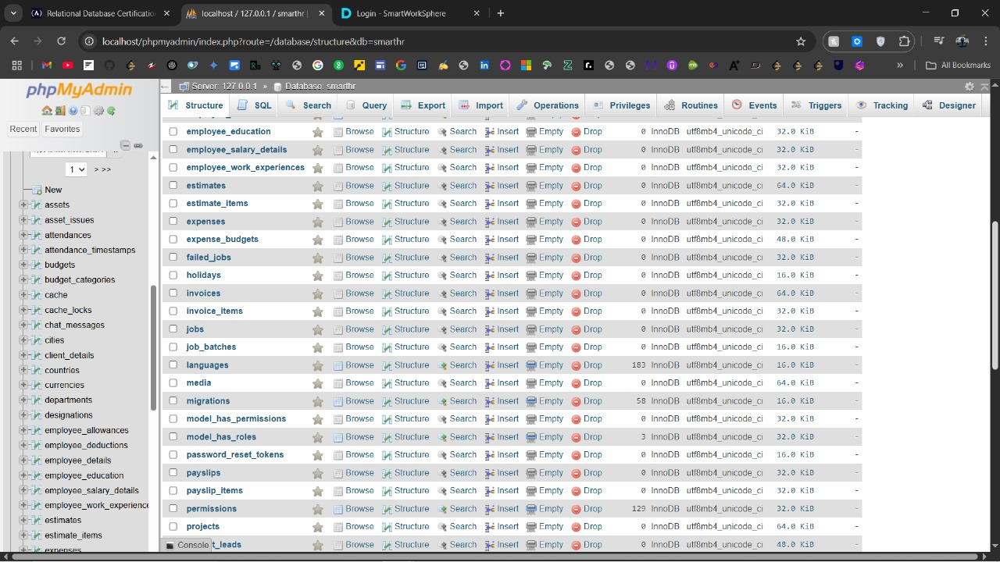 Relational Database Certificatio
localhost / 127.0.0.1 / smarthr |
Login - SmartWorkSphere
localhost/phpmyadmin/index.php?route=/database/structure&db=smarthr
All Bookmarks
phpMyAdmin
Recent Favorites
1 > >>
New
assets
asset_issues
attendances
attendance_timestamps
budgets
budget_categories
cache
cache_locks
chat_messages
cities
client_details
countries
currencies
departments
designations
employee_allowances
employee_deductions
employee_details
employee_education
employee_salary_details
employee_work_experience
estimates
estimate_items
expenses
Server: 127.0.0.1 » Database: smarthr
Structure SQL Search Query Export Import Operations Privileges Routines Events Triggers Tracking Designer
employee_education Browse Structure Search Insert Empty Drop 0 InnoDB utf8mb4_unicode_ci 32.0 KiB -
employee_salary_details Browse Structure Search Insert Empty Drop 0 InnoDB utf8mb4_unicode_ci 32.0 KiB -
employee_work_experiences Browse Structure Search Insert Empty Drop 0 InnoDB utf8mb4_unicode_ci 32.0 KiB -
estimates Browse Structure Search Insert Empty Drop 0 InnoDB utf8mb4_unicode_ci 64.0 KiB -
estimate_items Browse Structure Search Insert Empty Drop 0 InnoDB utf8mb4_unicode_ci 32.0 KiB -
expenses Browse Structure Search Insert Empty Drop 0 InnoDB utf8mb4_unicode_ci 32.0 KiB -
expense_budgets Browse Structure Search Insert Empty Drop 0 InnoDB utf8mb4_unicode_ci 48.0 KiB -
failed_jobs Browse Structure Search Insert Empty Drop 0 InnoDB utf8mb4_unicode_ci 32.0 KiB -
holidays Browse Structure Search Insert Empty Drop 0 InnoDB utf8mb4_unicode_ci 16.0 KiB -
invoices Browse Structure Search Insert Empty Drop 0 InnoDB utf8mb4_unicode_ci 64.0 KiB -
invoice_items Browse Structure Search Insert Empty Drop 0 InnoDB utf8mb4_unicode_ci 32.0 KiB -
jobs Browse Structure Search Insert Empty Drop 0 InnoDB utf8mb4_unicode_ci 32.0 KiB -
job_batches Browse Structure Search Insert Empty Drop 0 InnoDB utf8mb4_unicode_ci 16.0 KiB -
languages Browse Structure Search Insert Empty Drop 183 InnoDB utf8mb4_unicode_ci 16.0 KiB -
media Browse Structure Search Insert Empty Drop 0 InnoDB utf8mb4_unicode_ci 64.0 KiB -
migrations Browse Structure Search Insert Empty Drop 58 InnoDB utf8mb4_unicode_ci 16.0 KiB -
model_has_permissions Browse Structure Search Insert Empty Drop 0 InnoDB utf8mb4_unicode_ci 32.0 KiB -
model_has_roles Browse Structure Search Insert Empty Drop 3 InnoDB utf8mb4_unicode_ci 32.0 KiB -
password_reset_tokens Browse Structure Search Insert Empty Drop 0 InnoDB utf8mb4_unicode_ci 16.0 KiB -
payslips Browse Structure Search Insert Empty Drop 0 InnoDB utf8mb4_unicode_ci 32.0 KiB -
payslip_items Browse Structure Search Insert Empty Drop 0 InnoDB utf8mb4_unicode_ci 32.0 KiB -
permissions Browse Structure Search Insert Empty Drop 129 InnoDB utf8mb4_unicode_ci 32.0 KiB -
projects Browse Structure Search Insert Empty Drop 0 InnoDB utf8mb4_unicode_ci 64.0 KiB -
Console t_leads Browse Structure Search Insert Empty Drop 0 InnoDB utf8mb4_unicode_ci 48.0 KiB -